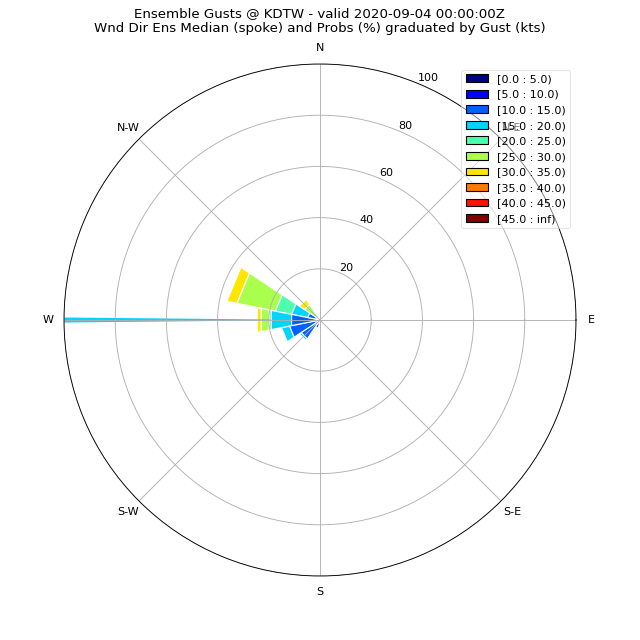 Ensemble Gusts @ KDTW - valid 2020-09-04 00:00:00Z
Wnd Dir Ens Median (spoke) and Probs (%) graduated by Gust (kts)
N
100
80
60
40
20
N-W
W
E
S-W
S-E
S
[0.0 : 5.0)
[5.0 : 10.0)
[10.0 : 15.0)
[15.0 : 20.0)
[20.0 : 25.0)
[25.0 : 30.0)
[30.0 : 35.0)
[35.0 : 40.0)
[40.0 : 45.0)
[45.0 : inf)